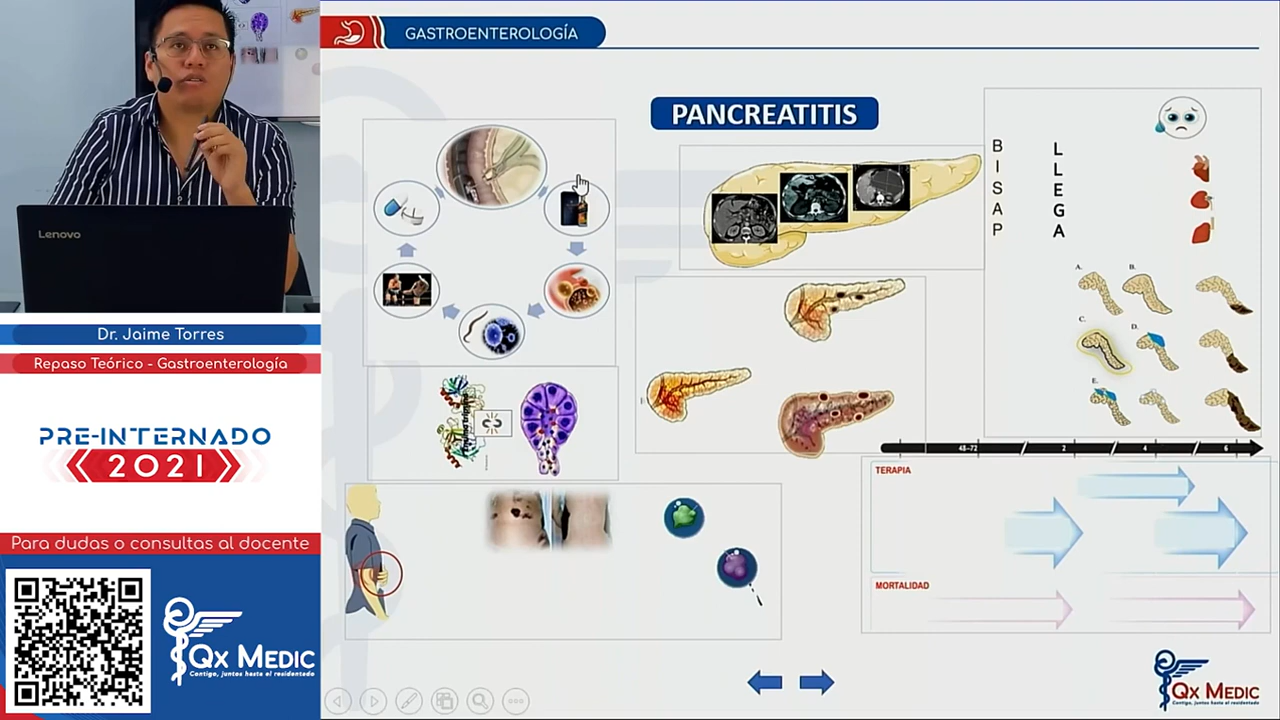 GASTROENTEROLOGÍA
PANCREATITIS
B
I
S
A
P
L
L
E
G
A
A.
B.
C.
D.
E.
48-72
2
4
6
TERAPIA
MORTALIDAD
Lenovo
Dr. Jaime Torres
Repaso Teórico - Gastroenterología
PRE-INTERNADO
2021
Para dudas o consultas al docente
QX MEDIC
Contigo, juntos hasta el residentado
QX MEDIC
Contigo, juntos hasta el residentado